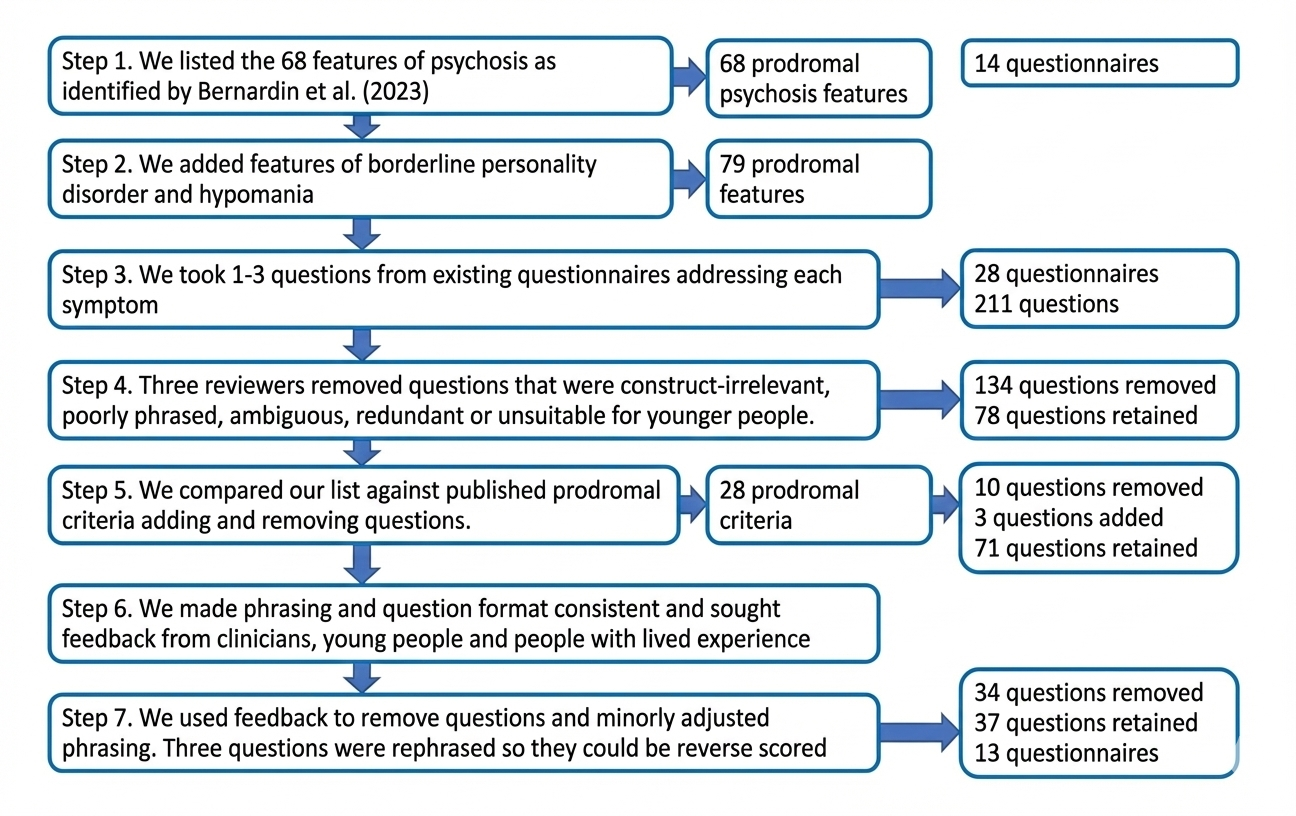 Step 1. We listed the 68 features of psychosis as
identified by Bernardin et al. (2023)
68 prodromal
psychosis features
14 questionnaires
Step 2. We added features of borderline personality
disorder and hypomania
79 prodromal
features
Step 3. We took 1-3 questions from existing questionnaires addressing each
symptom
28 questionnaires
211 questions
Step 4. Three reviewers removed questions that were construct-irrelevant,
poorly phrased, ambiguous, redundant or unsuitable for younger people.
134 questions removed
78 questions retained
Step 5. We compared our list against published prodromal
criteria adding and removing questions.
28 prodromal
criteria
10 questions removed
3 questions added
71 questions retained
Step 6. We made phrasing and question format consistent and sought
feedback from clinicians, young people and people with lived experience
Step 7. We used feedback to remove questions and minorly adjusted
phrasing. Three questions were rephrased so they could be reverse scored
34 questions removed
37 questions retained
13 questionnaires